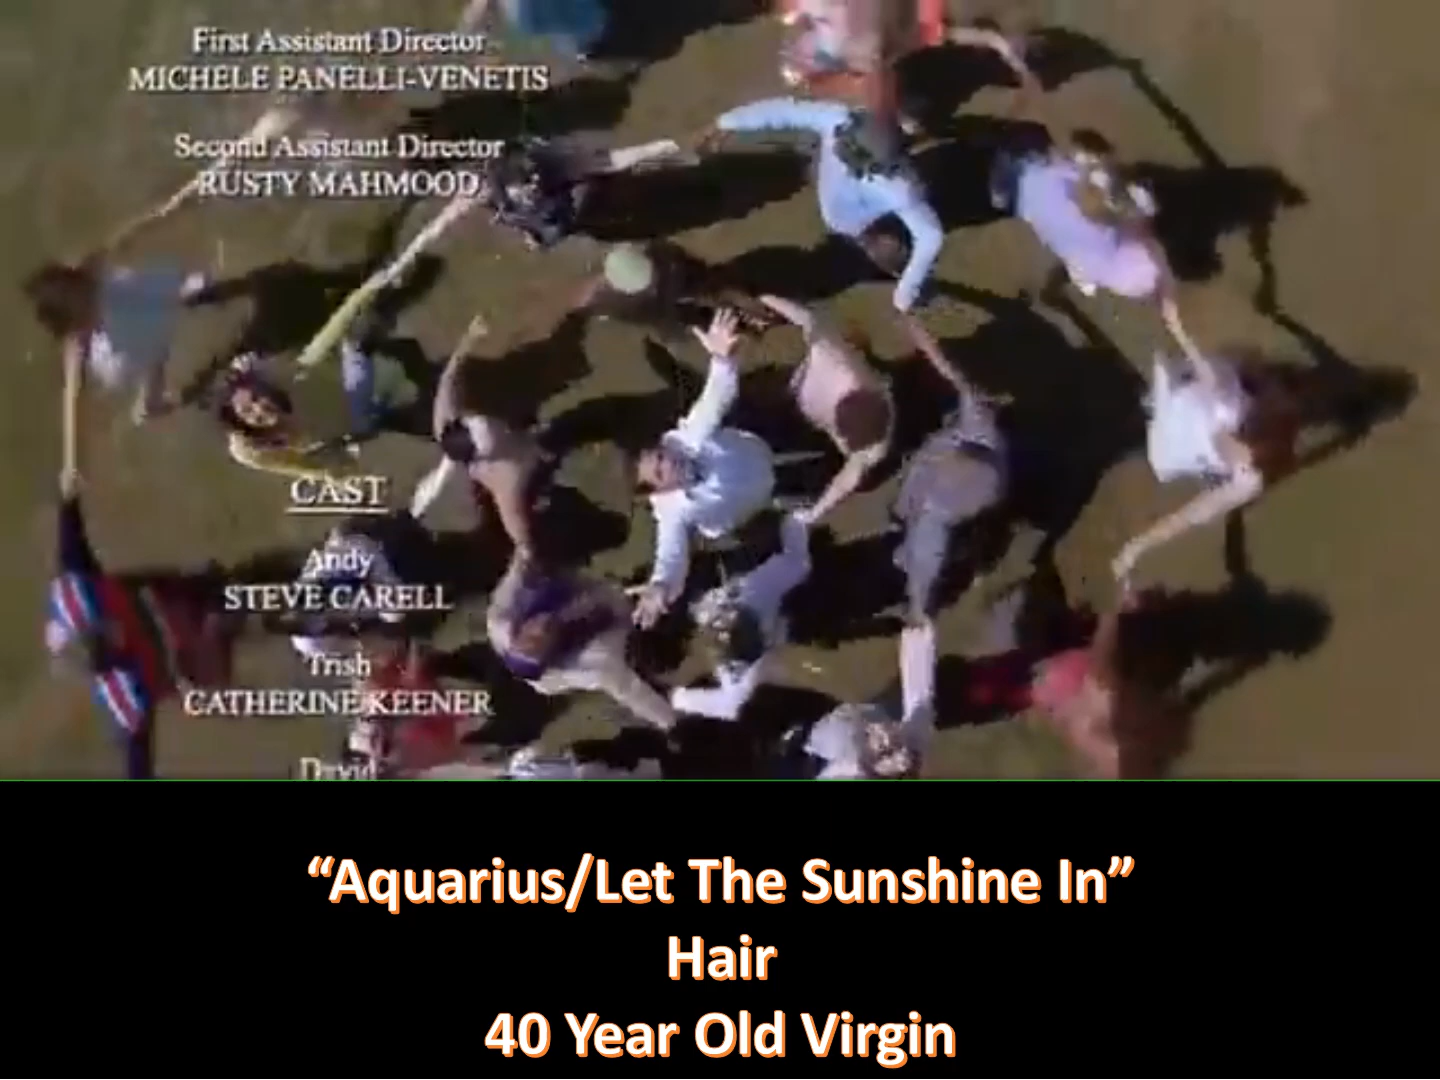 First Assistant Director
MICHELE PANELLI-VENETIS
Second Assistant Director
RUSTY MAHMOOD
CAST
Andy
STEVE CARELL
Trish
CATHERINE KEENER
David
“Aquarius/Let The Sunshine In”
Hair
40 Year Old Virgin